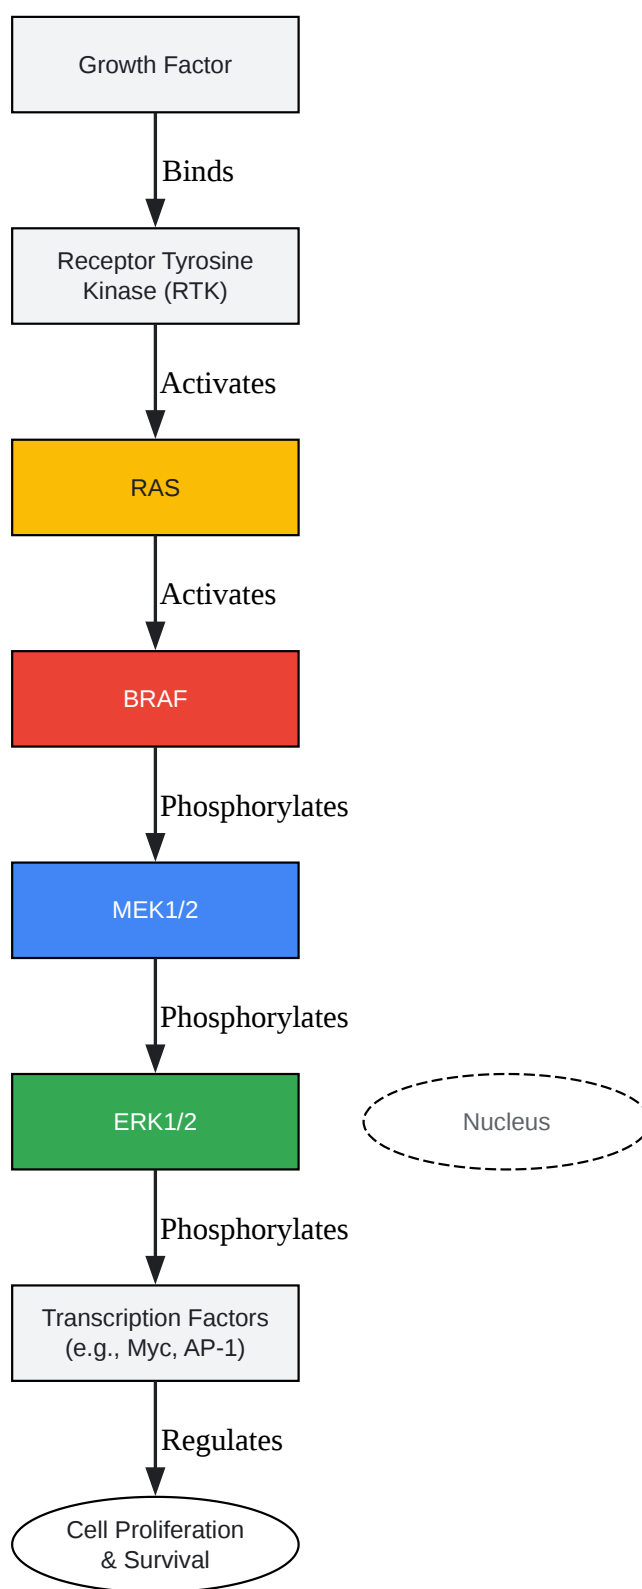 Growth Factor
Binds
Receptor Tyrosine
Kinase (RTK)
Activates
RAS
Activates
BRAF
Phosphorylates
MEK1/2
Phosphorylates
ERK1/2
Nucleus
Phosphorylates
Transcription Factors
(e.g., Myc, AP-1)
Regulates
Cell Proliferation
& Survival